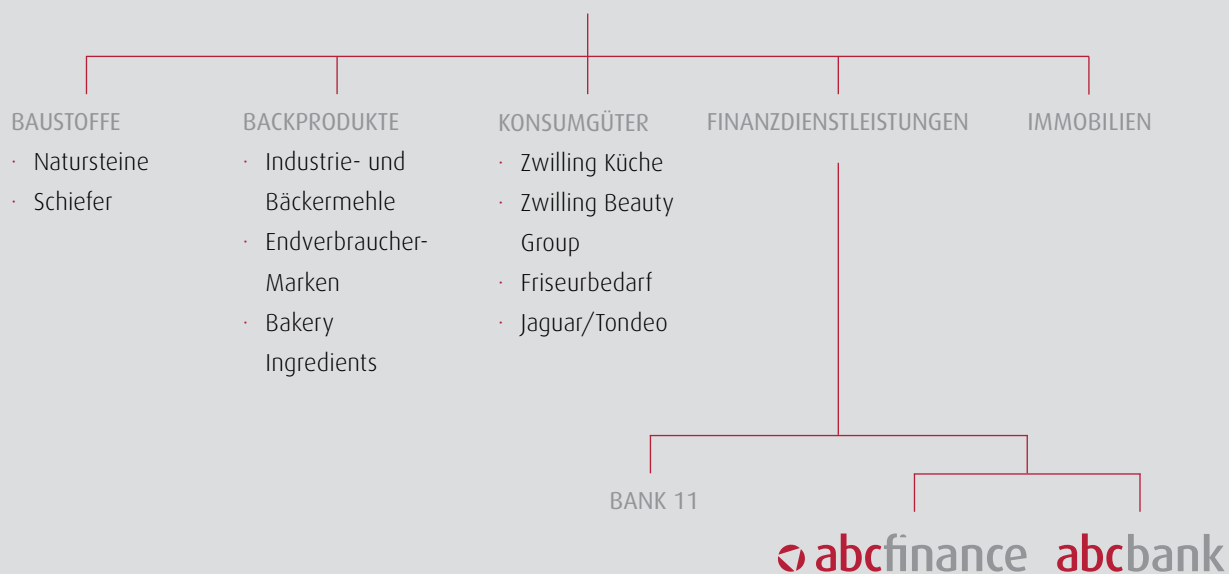 BAUSTOFFE
· Natursteine
· Schiefer
BACKPRODUKTE
· Industrie- und
Bäckermehle
· Endverbraucher-
Marken
· Bakery
Ingredients
KONSUMGÜTER
· Zwilling Küche
· Zwilling Beauty
Group
· Friseurbedarf
· Jaguar/Tondeo
FINANZDIENSTLEISTUNGEN
IMMOBILIEN
BANK 11
abcfinance
abcbank